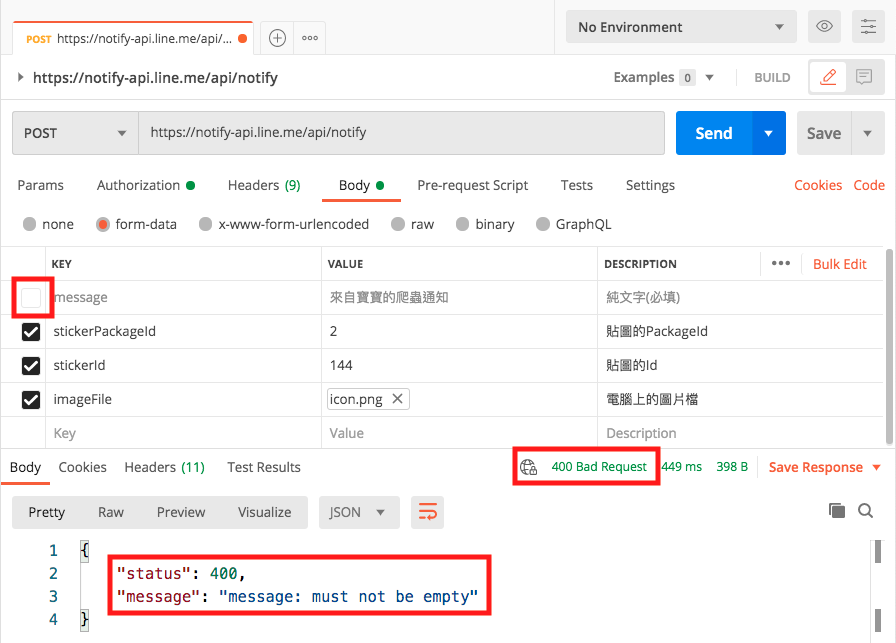 POST https://notify-api.line.me/api/...
No Environment
https://notify-api.line.me/api/notify
Examples 0
BUILD
POST https://notify-api.line.me/api/notify Send Save
Params Authorization Headers (9) Body Pre-request Script Tests Settings Cookies Code
none form-data x-www-form-urlencoded raw binary GraphQL
KEY VALUE DESCRIPTION ••• Bulk Edit
message 來自寶寶的爬蟲通知 純文字(必填)
stickerPackageId 2 貼圖的PackageId
stickerId 144 貼圖的Id
imageFile icon.png 電腦上的圖片檔
Key Value Description
Body Cookies Headers (11) Test Results 400 Bad Request 449 ms 398 B Save Response
Pretty Raw Preview Visualize JSON
1 {
2 "status": 400,
3 "message": "message: must not be empty"
4 }